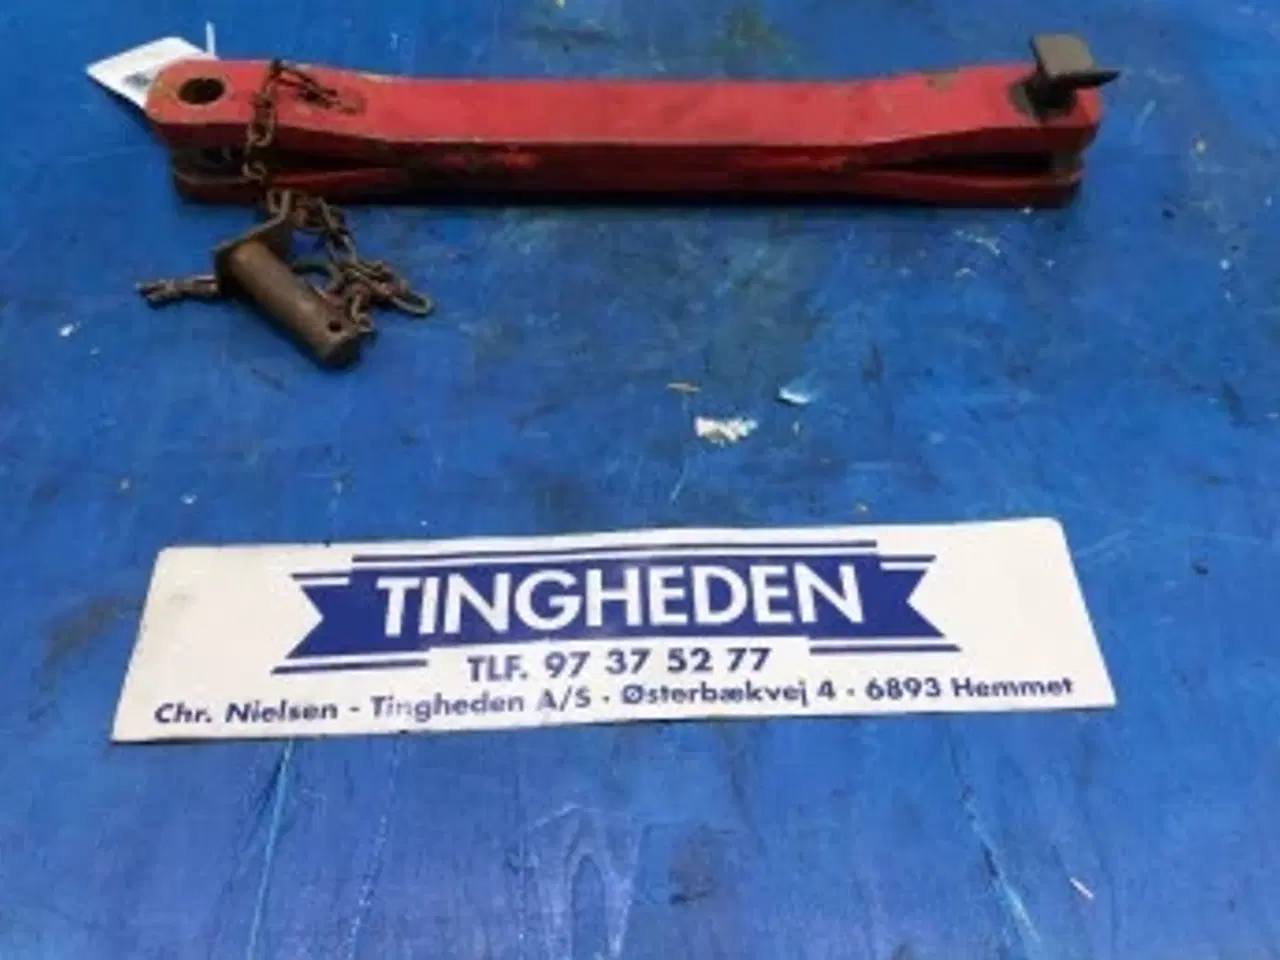 TINGHEDEN
TLF. 97 37 52 77
Chr. Nielsen - Tingheden A/S · Østerbækvej 4 · 6893 Hemmet